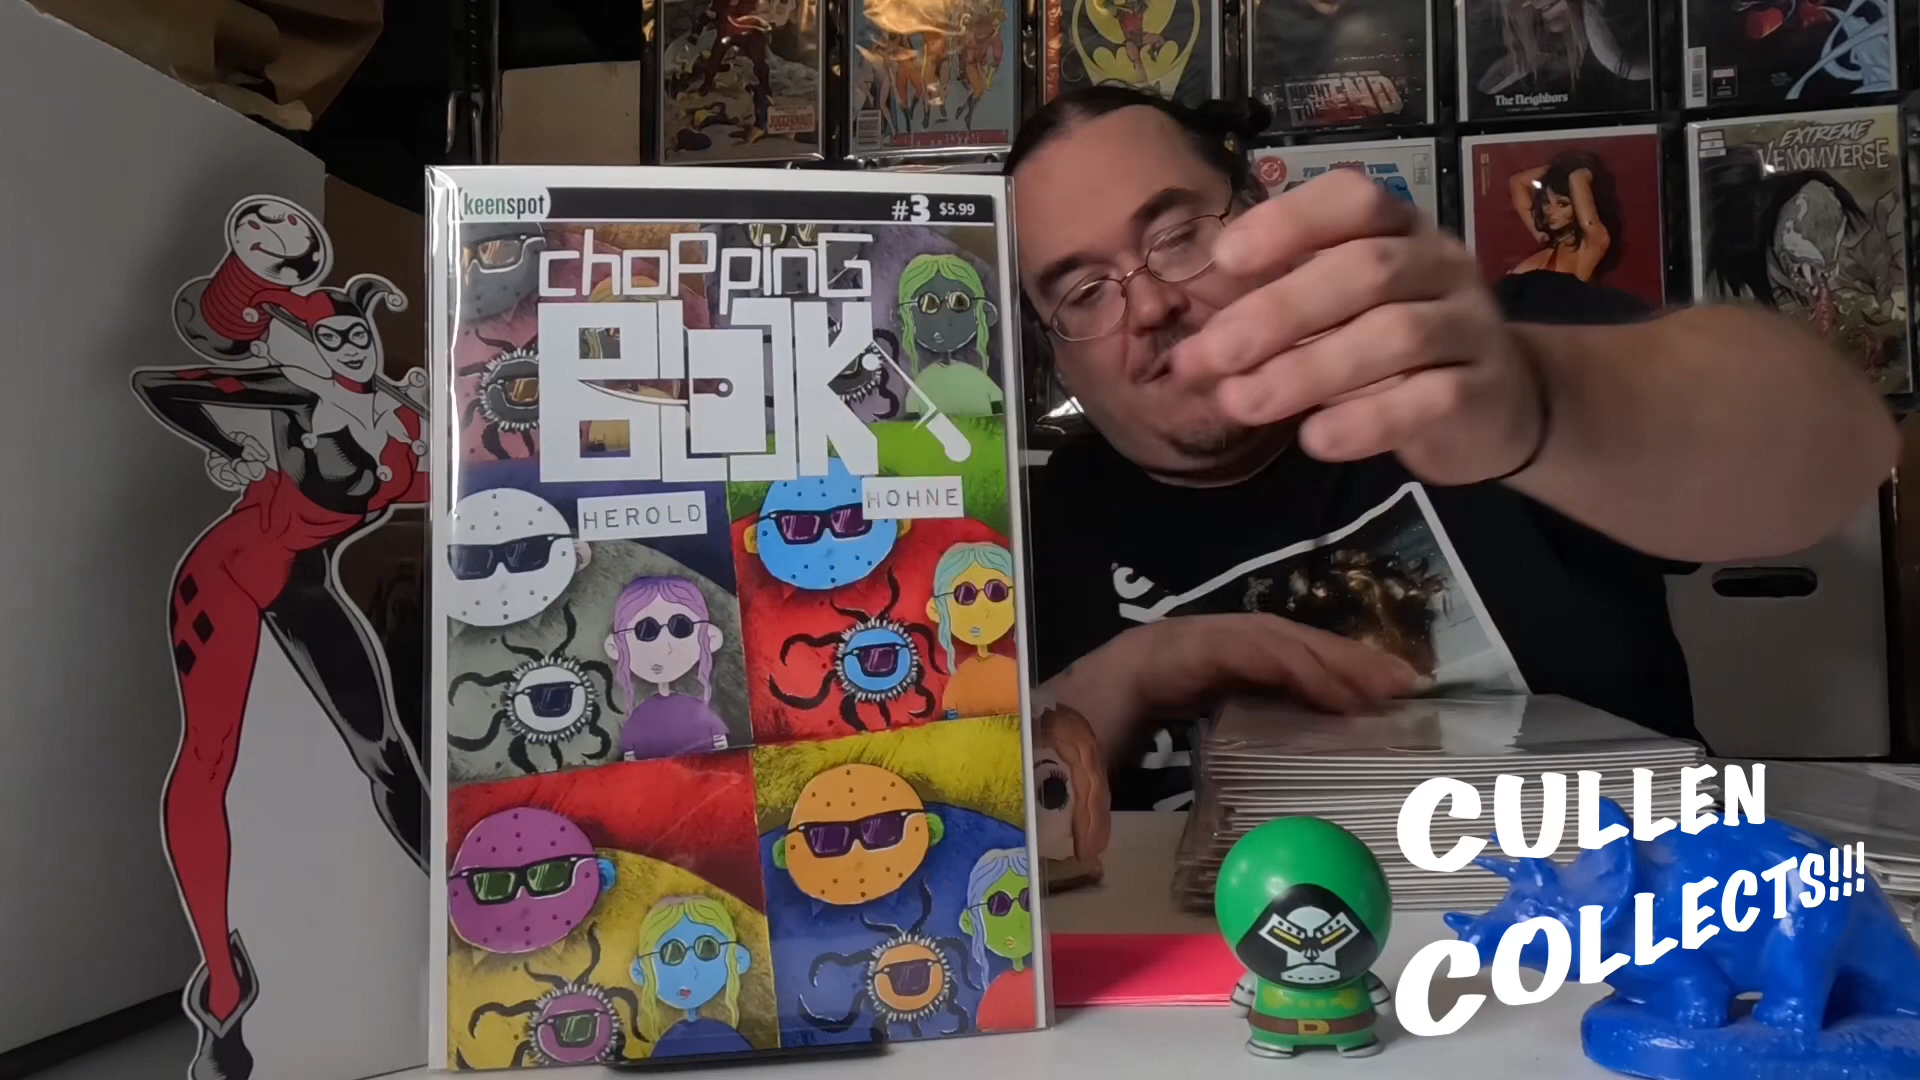 keenspot
#3 $5.99
choPpinG
BLOK
HEROLD
HOHNE
The Neighbors
EXTREME
VENOMVERSE
CULLEN
COLLECTS!!!